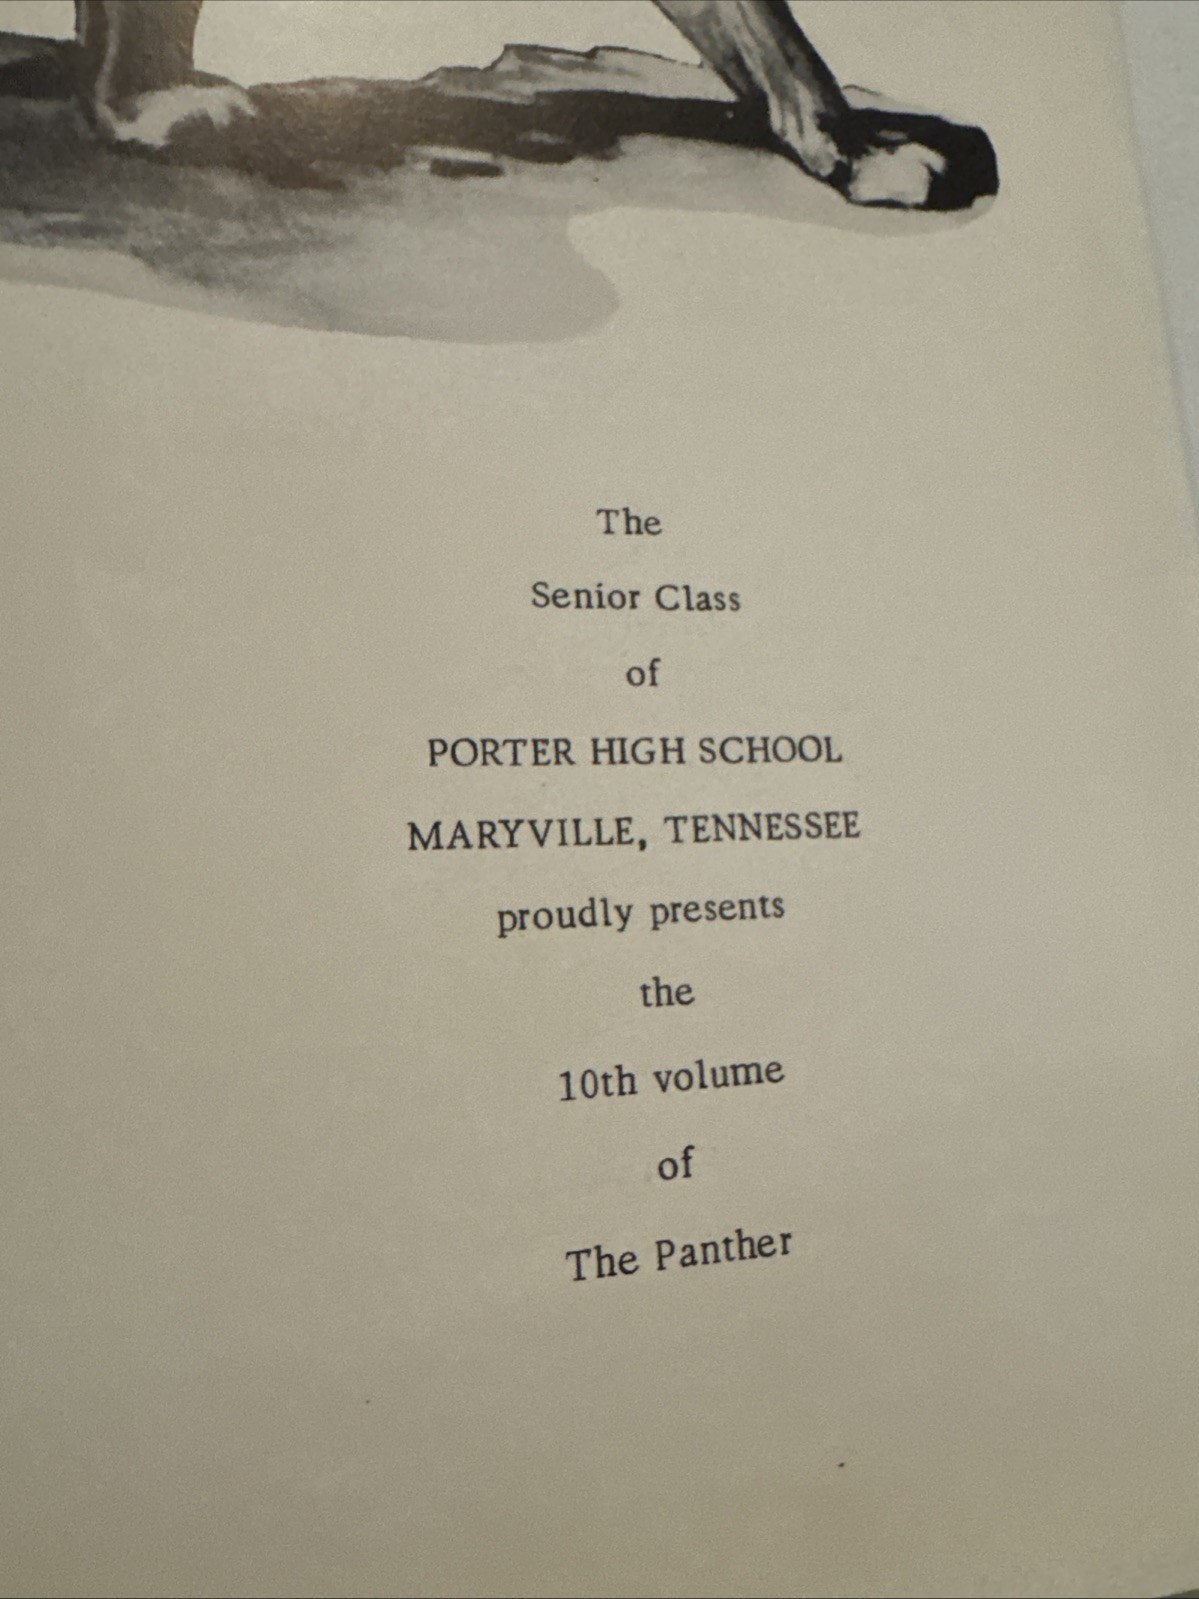 The
Senior Class
of
PORTER HIGH SCHOOL
MARYVILLE, TENNESSEE
proudly presents
the
10th volume
of
The Panther